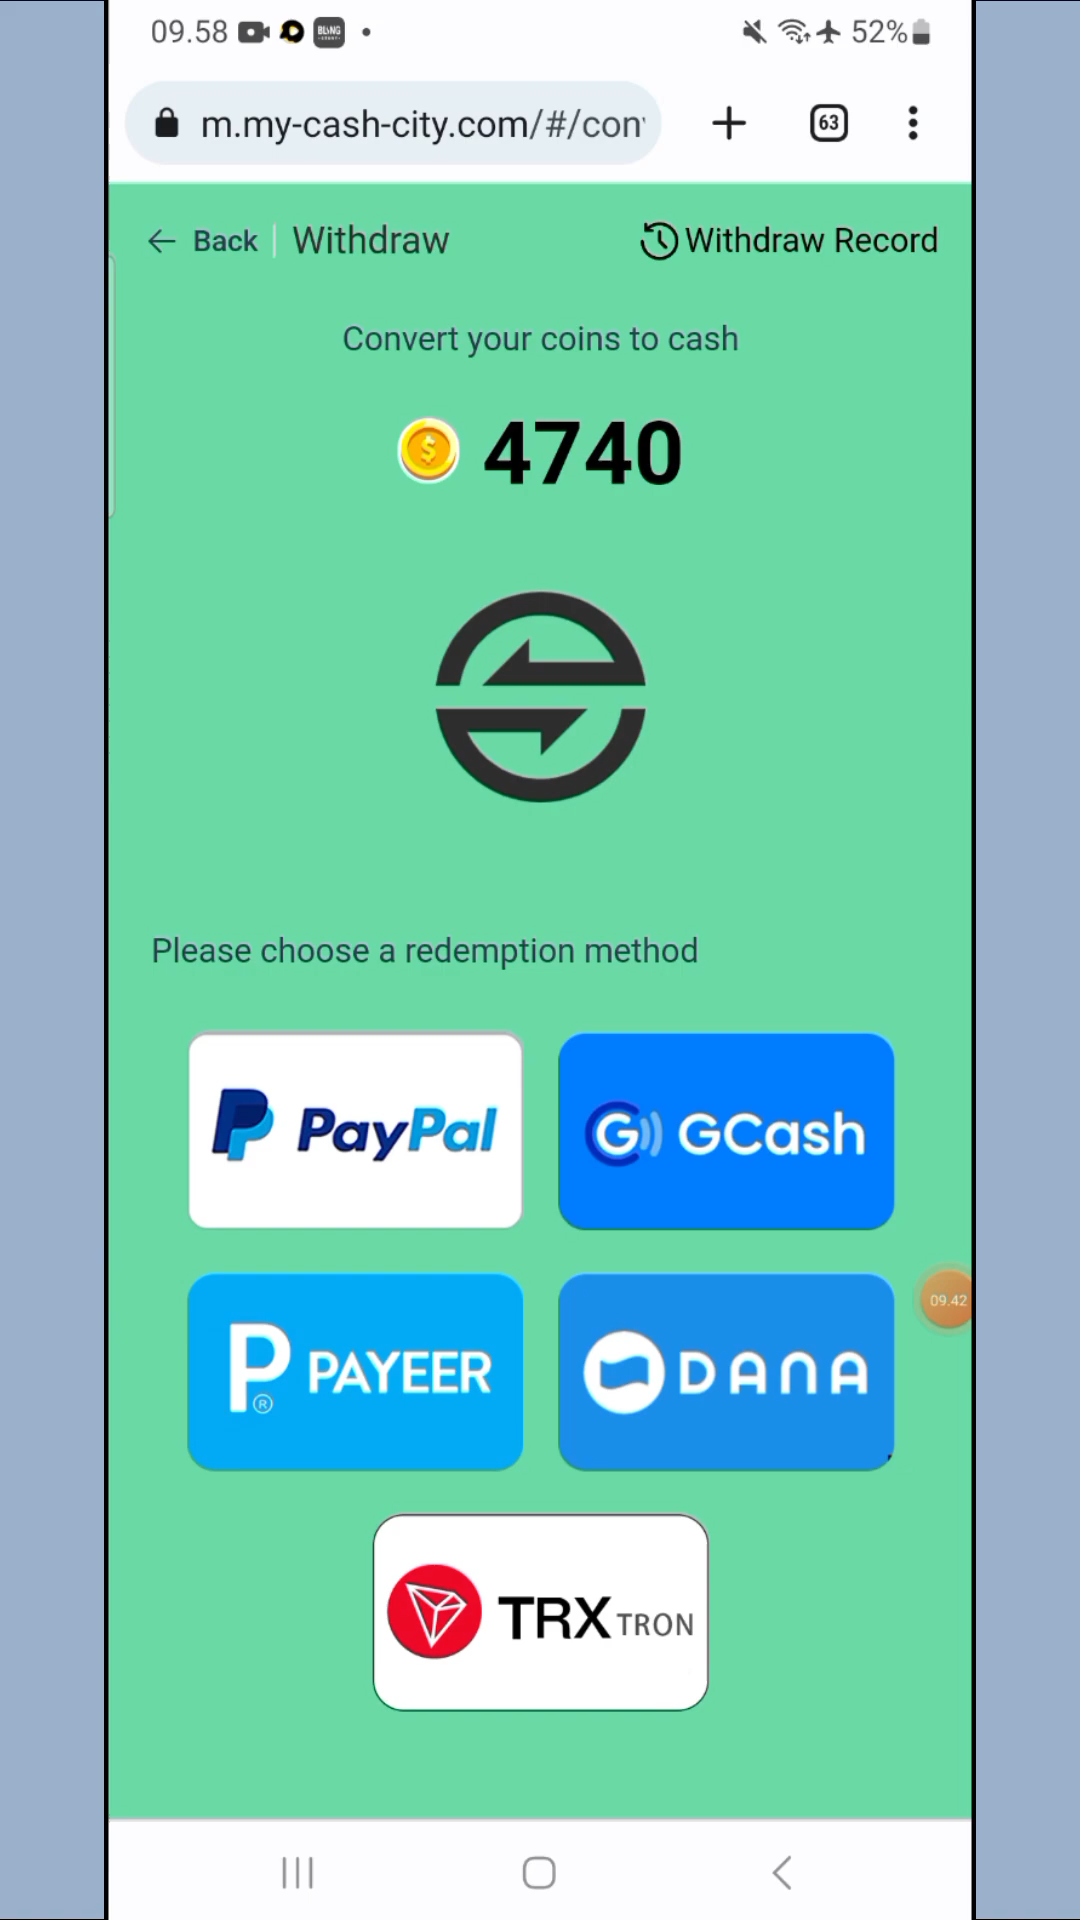 09.58 BLING 52%
m.my-cash-city.com/#/con 63
Back | Withdraw Withdraw Record
Convert your coins to cash
$ 4740
Please choose a redemption method
PayPal G GCash
P® PAYEER DANA
09.42
TRX TRON